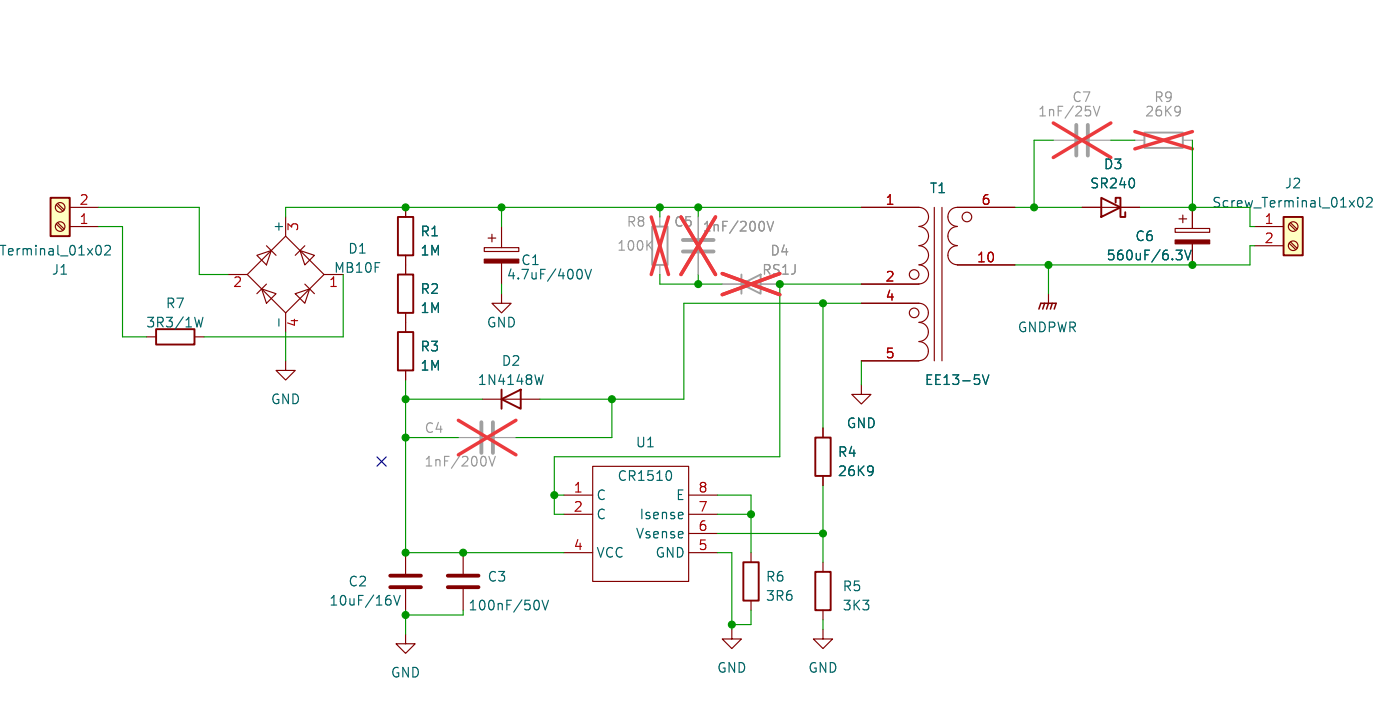 C7
1nF/25V
R9
26K9
D3
SR240
J2
Screw_Terminal_01x02
1
2
C6
560uF/6.3V
GNDPWR
T1
1
2
4
5
6
10
EE13-5V
GND
2
1
Terminal_01x02
J1
R7
3R3/1W
D1
MB10F
+
3
2
1
4
GND
R1
1M
R2
1M
R3
1M
C1
4.7uF/400V
GND
R8
100K
C5
1nF/200V
D4
RS1J
D2
1N4148W
C4
1nF/200V
U1
CR1510
1
C
2
C
4
VCC
E
8
Isense
7
Vsense
6
GND
5
R4
26K9
R5
3K3
R6
3R6
GND
GND
C2
10uF/16V
C3
100nF/50V
GND